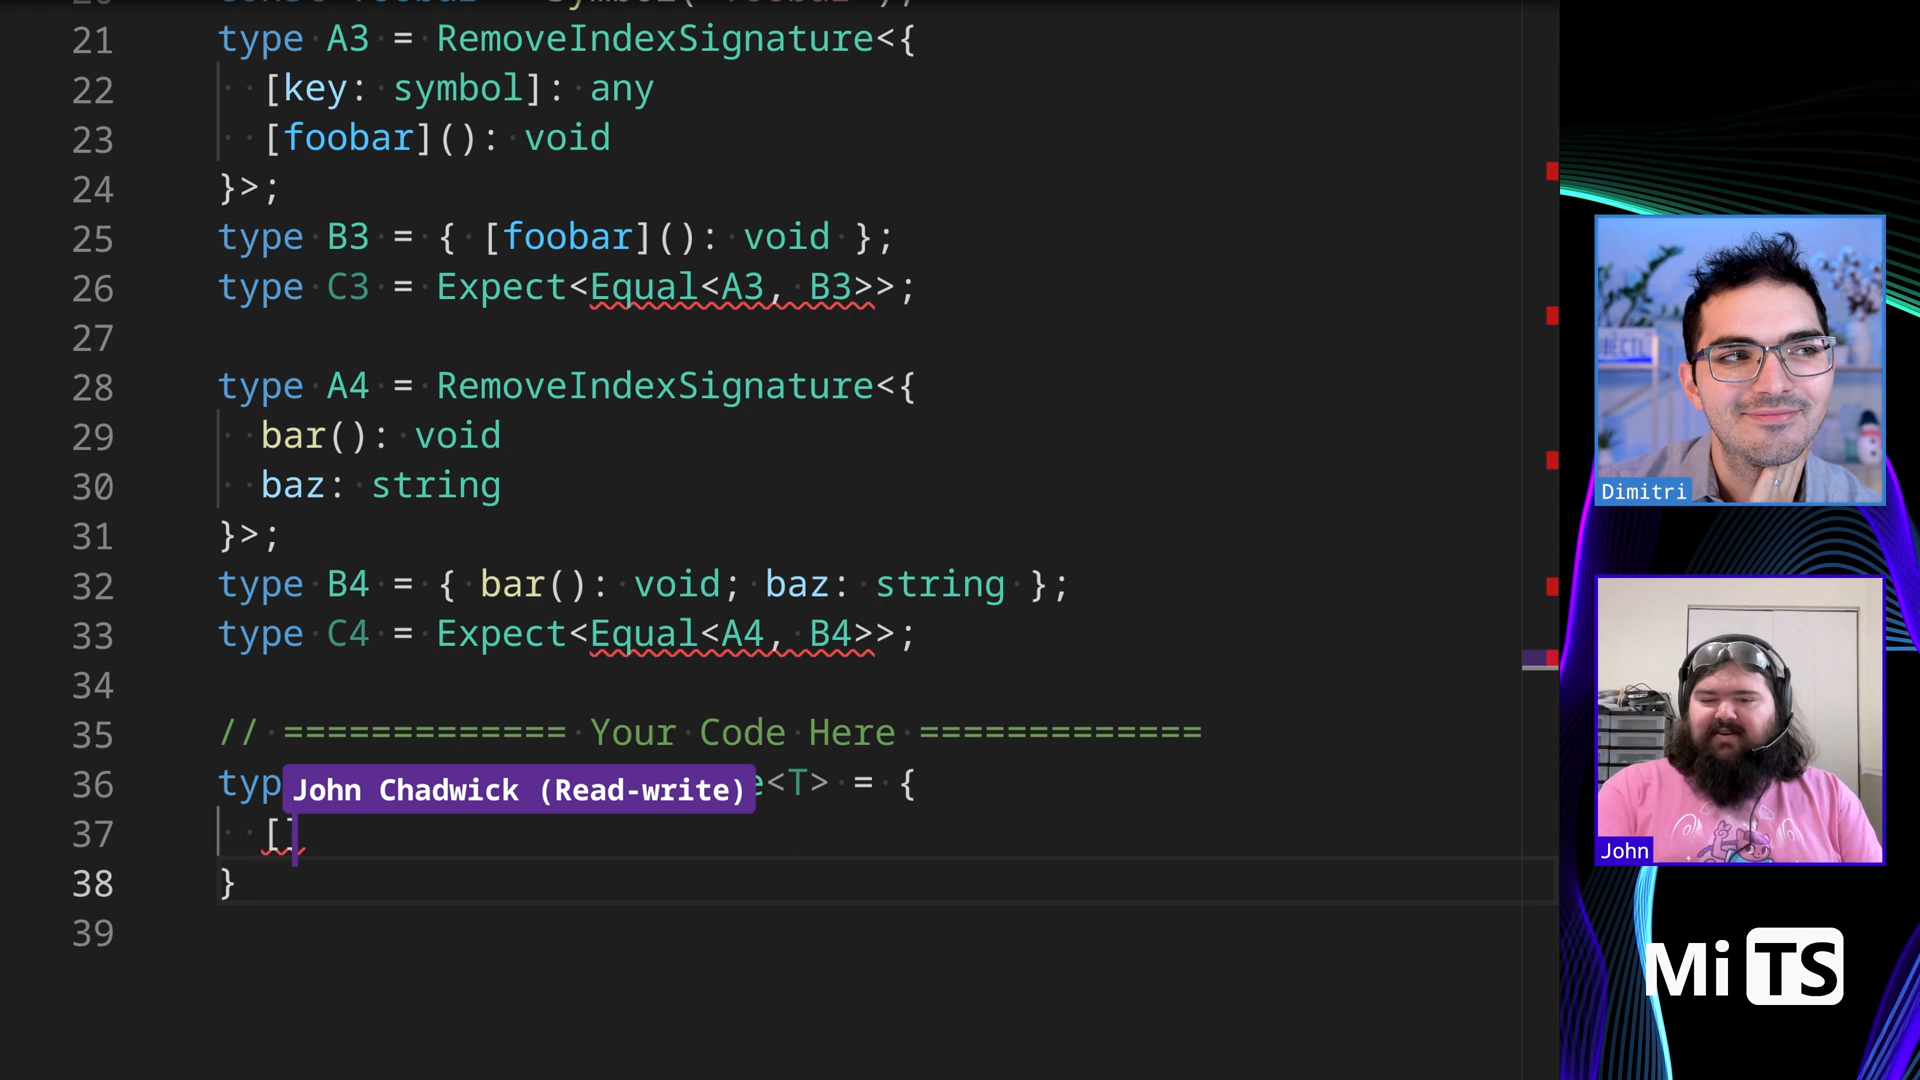 21 type A3 = RemoveIndexSignature<{
22 [key: symbol]: any
23 [foobar](): void
24 }>;
25 type B3 = { [foobar](): void };
26 type C3 = Expect<Equal<A3, B3>>;
27
28 type A4 = RemoveIndexSignature<{
29 bar(): void
30 baz: string
31 }>;
32 type B4 = { bar(): void; baz: string };
33 type C4 = Expect<Equal<A4, B4>>;
34
35 // ============= Your Code Here =============
36 typ e<T> = {
John Chadwick (Read-write)
37 []
38 }
39
Dimitri
John
Mi TS